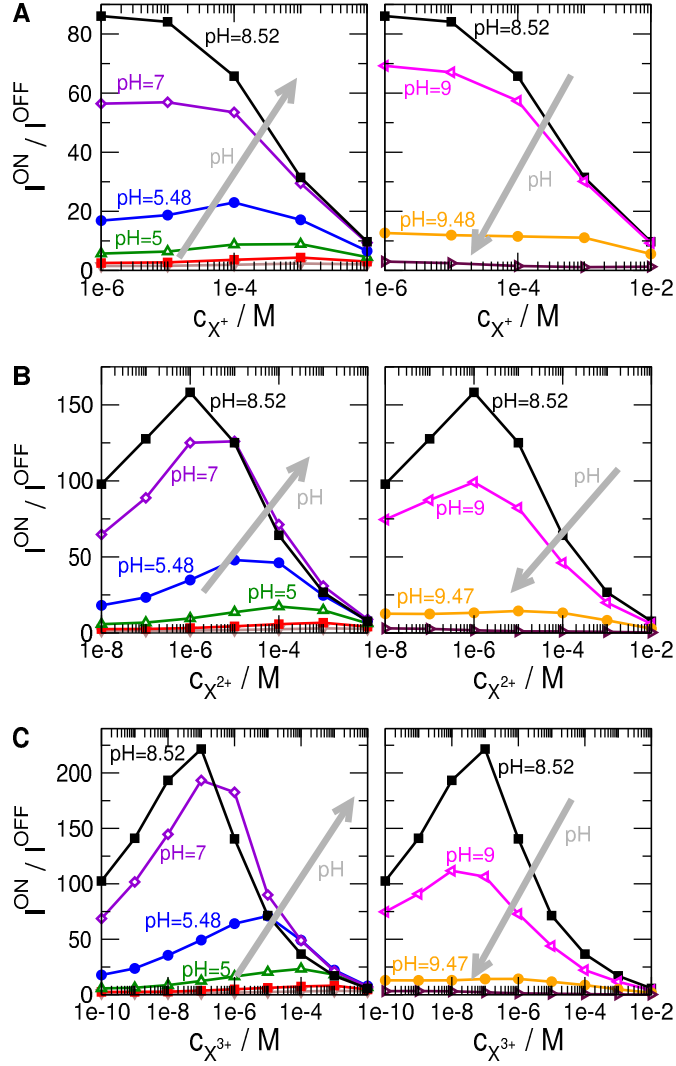 A
80
60
40
20
0
I^ON / I^OFF
pH=8.52
pH=7
pH
pH=5.48
pH=5
1e-6
1e-4
c_X+ / M
pH=8.52
pH=9
pH
pH=9.48
1e-6
1e-4
1e-2
c_X+ / M
B
150
100
50
0
I^ON / I^OFF
pH=8.52
pH=7
pH
pH=5.48
pH=5
1e-8
1e-6
1e-4
c_X2+ / M
pH=8.52
pH
pH=9
pH=9.47
1e-8
1e-6
1e-4
1e-2
c_X2+ / M
C
200
150
100
50
0
I^ON / I^OFF
pH=8.52
pH=7
pH
pH=5.48
pH=5
1e-10
1e-8
1e-6
1e-4
c_X3+ / M
pH=8.52
pH
pH=9
pH=9.47
1e-10
1e-8
1e-6
1e-4
1e-2
c_X3+ / M